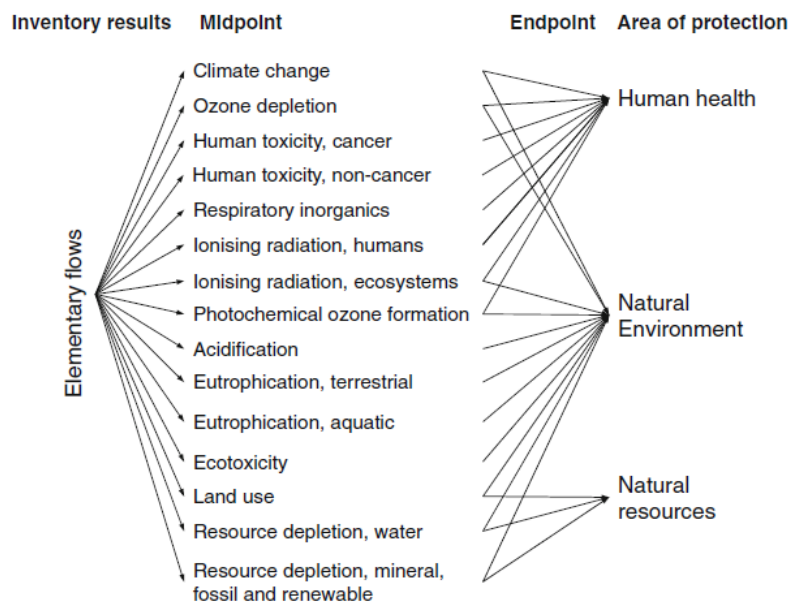 Inventory results Midpoint Endpoint Area of protection
Elementary flows
Climate change
Ozone depletion
Human toxicity, cancer
Human toxicity, non-cancer
Respiratory inorganics
Ionising radiation, humans
Ionising radiation, ecosystems
Photochemical ozone formation
Acidification
Eutrophication, terrestrial
Eutrophication, aquatic
Ecotoxicity
Land use
Resource depletion, water
Resource depletion, mineral,
fossil and renewable
Human health
Natural
Environment
Natural
resources